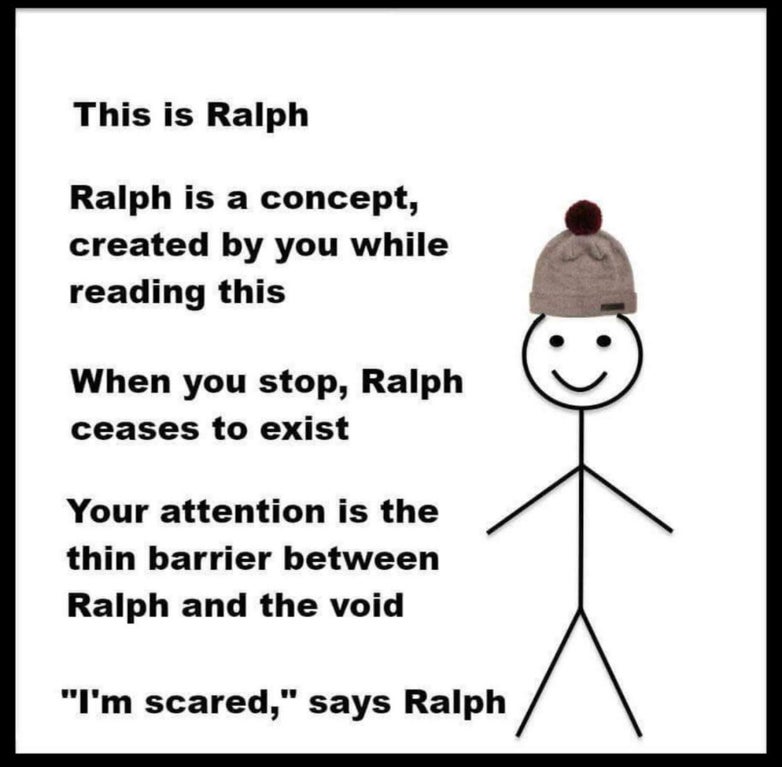 This is Ralph
Ralph is a concept,
created by you while
reading this
When you stop, Ralph
ceases to exist
Your attention is the
thin barrier between
Ralph and the void
"I'm scared," says Ralph